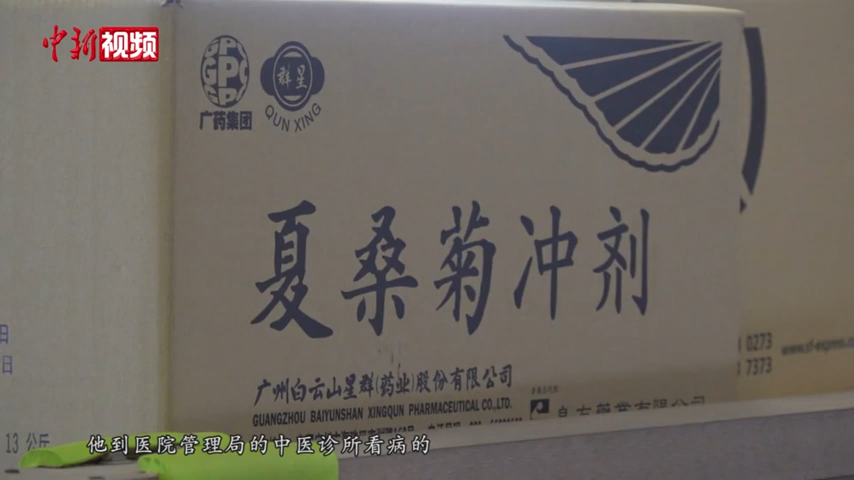 中新视频
GPC
群星
QUN XING
广药集团
夏桑菊冲剂
广州白云山星群(药业)股份有限公司
GUANGZHOU BAIYUNSHAN XINGQUN PHARMACEUTICAL CO.,LTD.
0273
7373
www.sf-express
日
日
13 公斤
他到医院管理局的中医诊所看病的